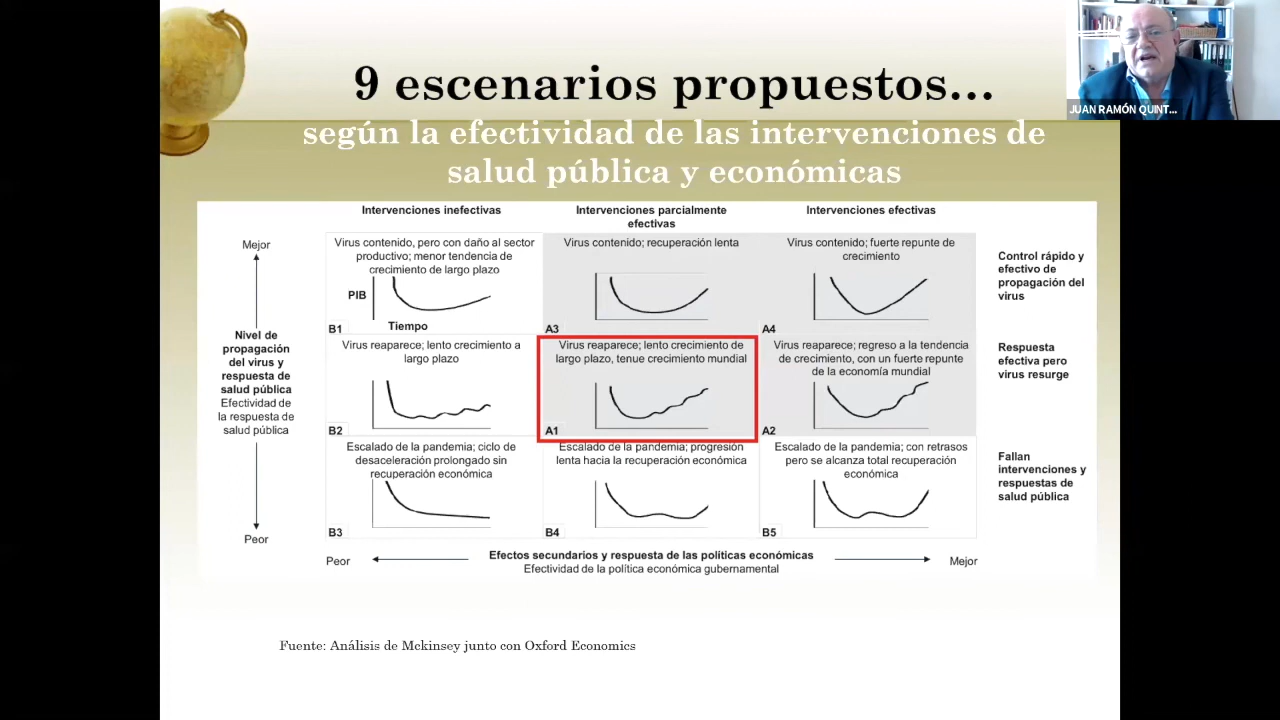 9 escenarios propuestos...
según la efectividad de las intervenciones de
salud pública y económicas
JUAN RAMÓN QUINT...
Intervenciones inefectivas
Intervenciones parcialmente
efectivas
Intervenciones efectivas
Mejor
Nivel de
propagación
del virus y
respuesta de
salud pública
Efectividad de
la respuesta de
salud pública
Peor
Virus contenido, pero con daño al sector
productivo; menor tendencia de
crecimiento de largo plazo
PIB
Tiempo
B1
Virus contenido; recuperación lenta
A3
Virus contenido; fuerte repunte de
crecimiento
A4
Control rápido y
efectivo de
propagación del
virus
Virus reaparece; lento crecimiento a
largo plazo
B2
Virus reaparece; lento crecimiento de
largo plazo, tenue crecimiento mundial
A1
Virus reaparece; regreso a la tendencia
de crecimiento, con un fuerte repunte
de la economía mundial
A2
Respuesta
efectiva pero
virus resurge
Escalado de la pandemia; ciclo de
desaceleración prolongado sin
recuperación económica
B3
Escalado de la pandemia; progresión
lenta hacia la recuperación económica
B4
Escalado de la pandemia; con retrasos
pero se alcanza total recuperación
económica
B5
Fallan
intervenciones y
respuestas de
salud pública
Peor
Efectos secundarios y respuesta de las políticas económicas
Efectividad de la política económica gubernamental
Mejor
Fuente: Análisis de Mckinsey junto con Oxford Economics